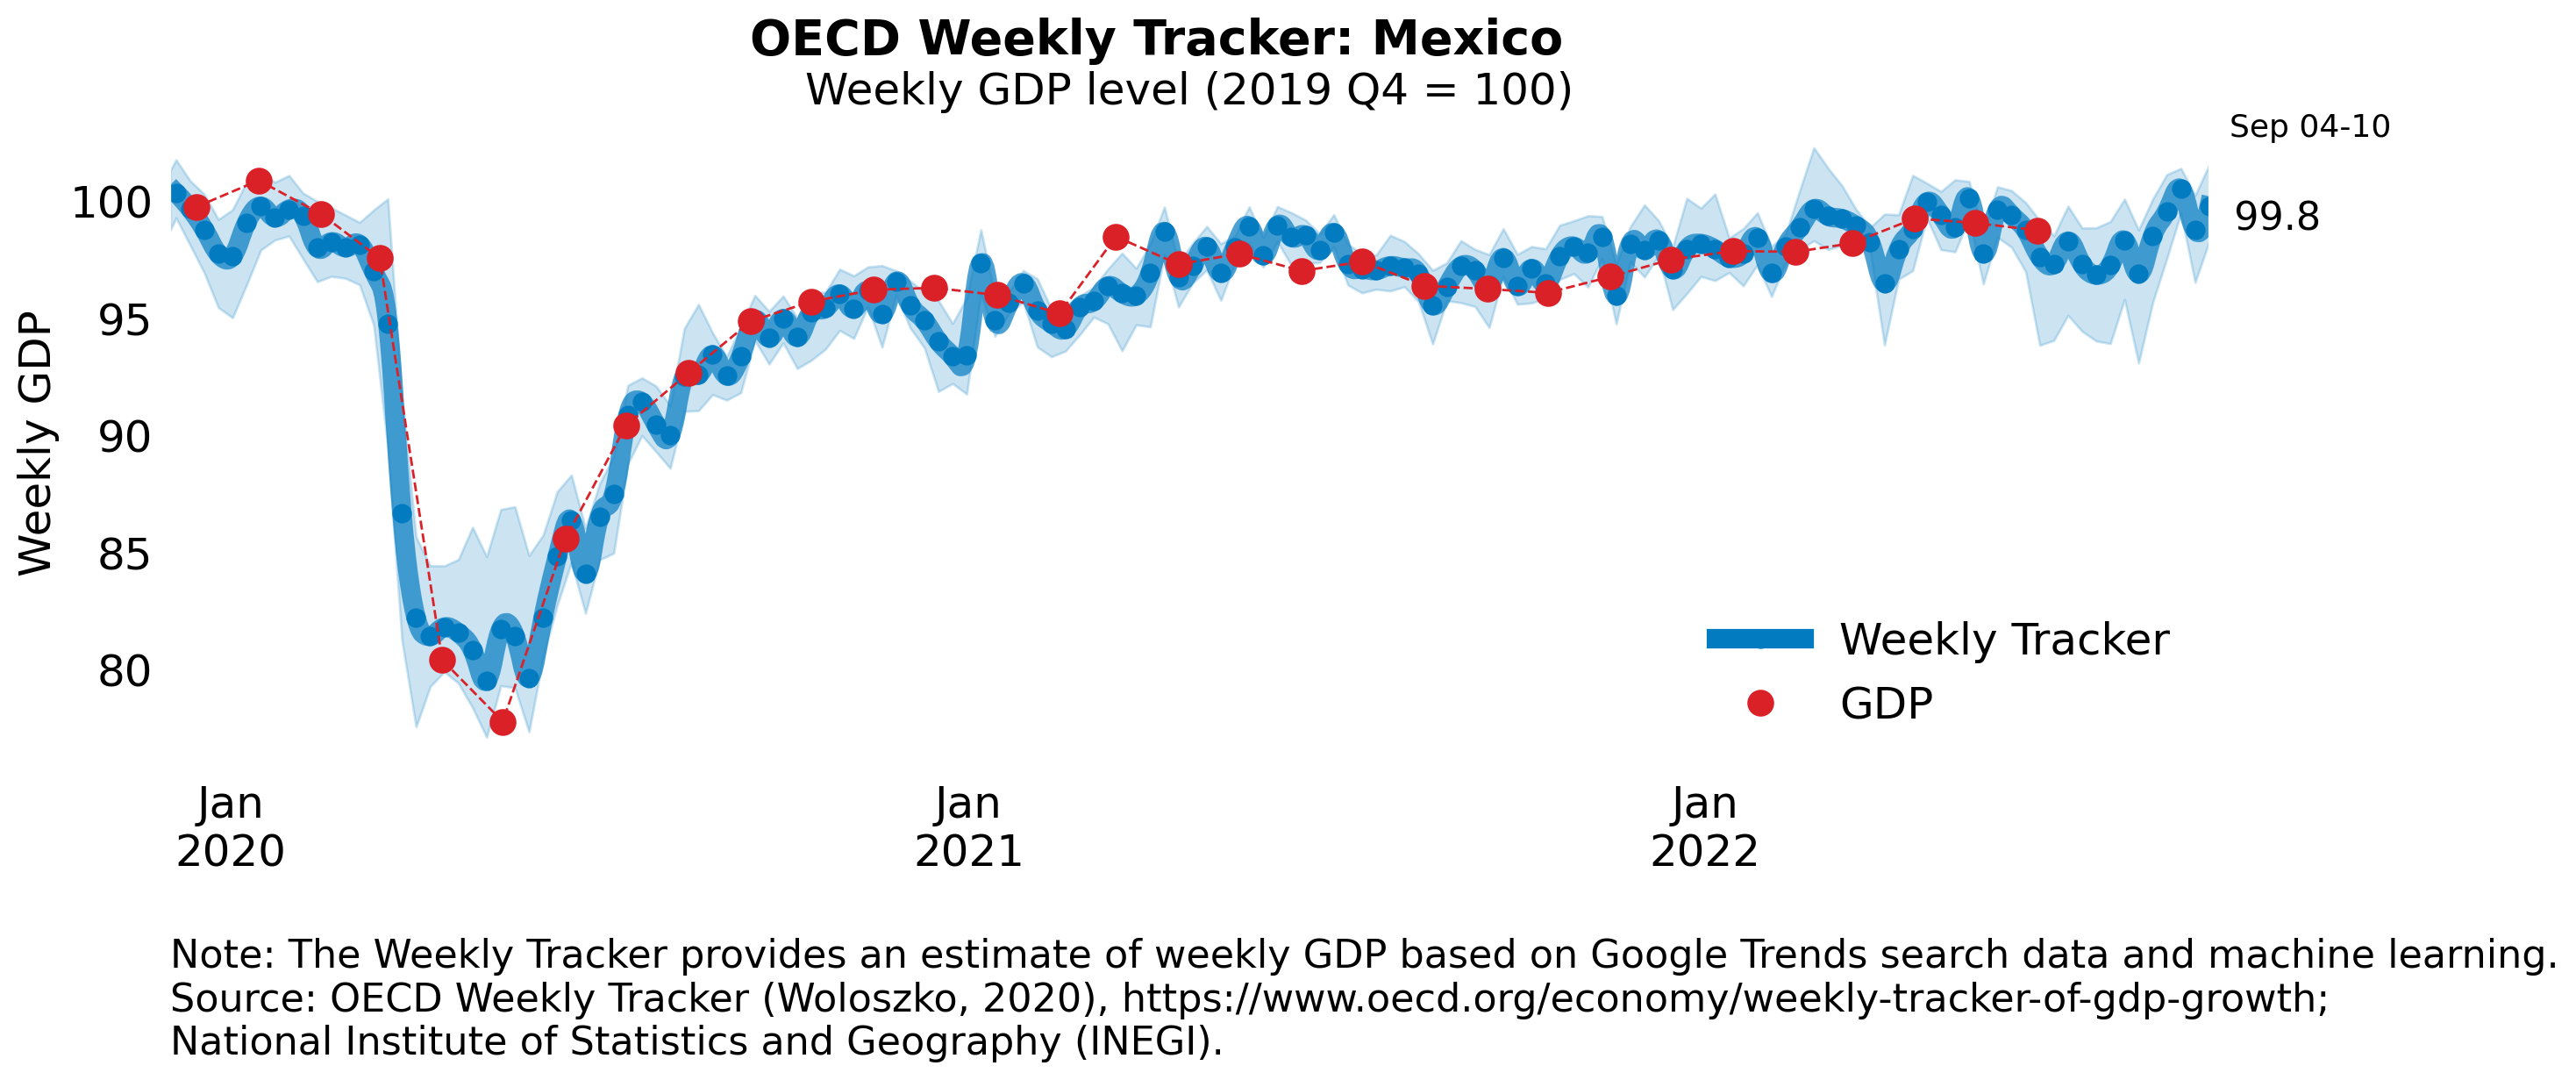 OECD Weekly Tracker: Mexico
Weekly GDP level (2019 Q4 = 100)
Sep 04-10
99.8
Weekly GDP
100
95
90
85
80
Weekly Tracker
GDP
Jan
2020
Jan
2021
Jan
2022
Note: The Weekly Tracker provides an estimate of weekly GDP based on Google Trends search data and machine learning.
Source: OECD Weekly Tracker (Woloszko, 2020), https://www.oecd.org/economy/weekly-tracker-of-gdp-growth;
National Institute of Statistics and Geography (INEGI).